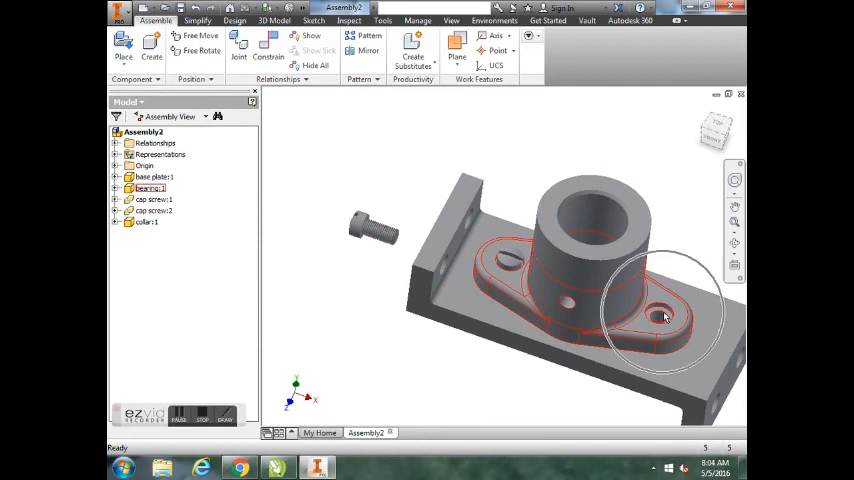 Assembly2
Sign In
PRO
Assemble Simplify Design 3D Model Sketch Inspect Tools Manage View Environments Get Started Vault Autodesk 360
Place Create Free Move Free Rotate Joint Constrain Show Show Sick Hide All Pattern Mirror Create Substitutes Plane Axis Point UCS
Component Position Relationships Pattern Productivity Work Features
Model
Assembly View
Assembly2
Relationships
Representations
Origin
base plate:1
bearing:1
cap screw:1
cap screw:2
collar:1
TOP
FRONT
Y
X
Z
ezvid
RECORDER
PAUSE STOP DRAW
My Home Assembly2
Ready 5 5
PRO
8:04 AM
5/5/2016